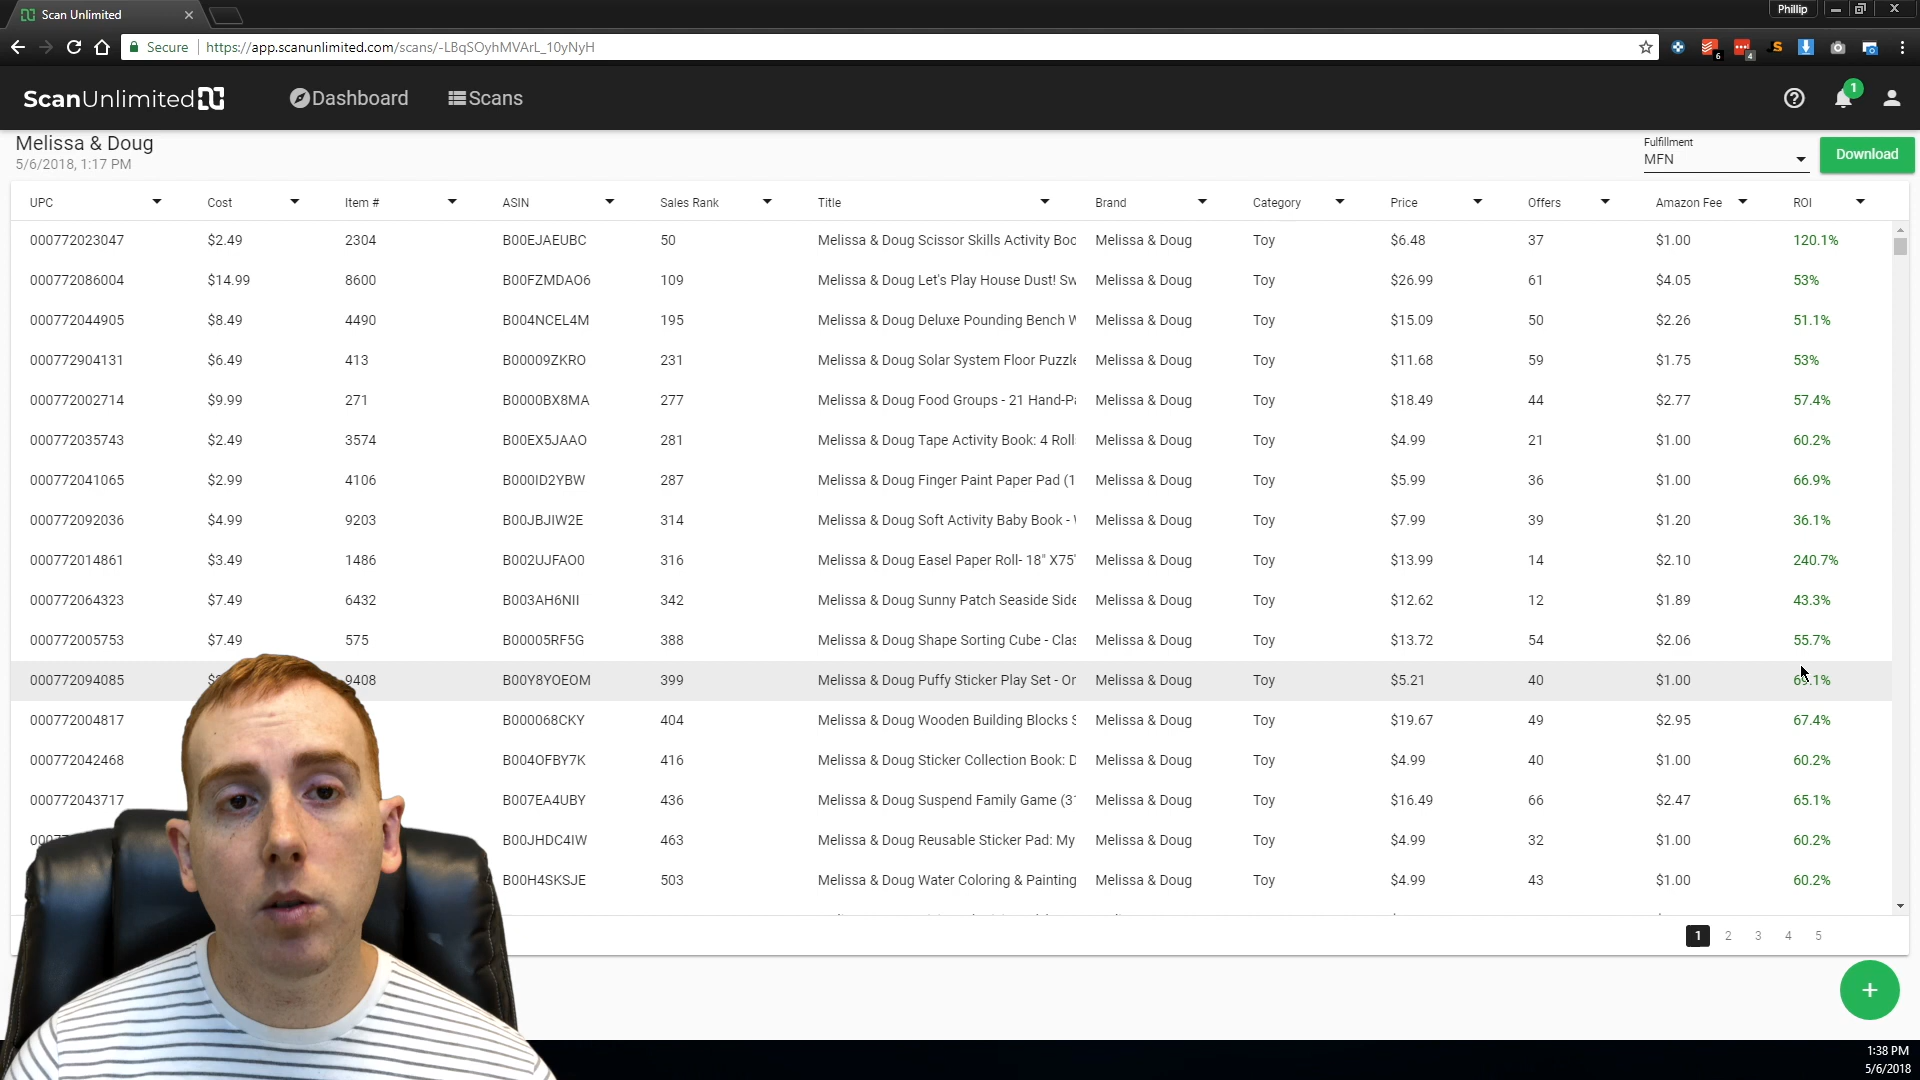 Scan Unlimited
Phillip
Secure https://app.scanunlimited.com/scans/-LBqSOyhMVArL_10yNyH
6
4
ScanUnlimited Dashboard Scans 1
Melissa & Doug
5/6/2018, 1:17 PM
Fulfillment
MFN
Download
UPC Cost Item # ASIN Sales Rank Title Brand Category Price Offers Amazon Fee ROI
000772023047 $2.49 2304 B00EJAEUBC 50 Melissa & Doug Scissor Skills Activity Boo Melissa & Doug Toy $6.48 37 $1.00 120.1%
000772086004 $14.99 8600 B00FZMDAO6 109 Melissa & Doug Let's Play House Dust! Sw Melissa & Doug Toy $26.99 61 $4.05 53%
000772044905 $8.49 4490 B004NCEL4M 195 Melissa & Doug Deluxe Pounding Bench W Melissa & Doug Toy $15.09 50 $2.26 51.1%
000772904131 $6.49 413 B00009ZKRO 231 Melissa & Doug Solar System Floor Puzzle Melissa & Doug Toy $11.68 59 $1.75 53%
000772002714 $9.99 271 B0000BX8MA 277 Melissa & Doug Food Groups - 21 Hand-Pa Melissa & Doug Toy $18.49 44 $2.77 57.4%
000772035743 $2.49 3574 B00EX5JAAO 281 Melissa & Doug Tape Activity Book: 4 Roll Melissa & Doug Toy $4.99 21 $1.00 60.2%
000772041065 $2.99 4106 B000ID2YBW 287 Melissa & Doug Finger Paint Paper Pad (1 Melissa & Doug Toy $5.99 36 $1.00 66.9%
000772092036 $4.99 9203 B00JBJIW2E 314 Melissa & Doug Soft Activity Baby Book - Melissa & Doug Toy $7.99 39 $1.20 36.1%
000772014861 $3.49 1486 B002UJFAO0 316 Melissa & Doug Easel Paper Roll- 18" X75' Melissa & Doug Toy $13.99 14 $2.10 240.7%
000772064323 $7.49 6432 B003AH6NII 342 Melissa & Doug Sunny Patch Seaside Side Melissa & Doug Toy $12.62 12 $1.89 43.3%
000772005753 $7.49 575 B00005RF5G 388 Melissa & Doug Shape Sorting Cube - Clas Melissa & Doug Toy $13.72 54 $2.06 55.7%
000772094085 9408 B00Y8YOEOM 399 Melissa & Doug Puffy Sticker Play Set - Or Melissa & Doug Toy $5.21 40 $1.00
000772004817 B000068CKY 404 Melissa & Doug Wooden Building Blocks S Melissa & Doug Toy $19.67 49 $2.95 67.4%
000772042468 B004OFBY7K 416 Melissa & Doug Sticker Collection Book: D Melissa & Doug Toy $4.99 40 $1.00 60.2%
000772043717 B007EA4UBY 436 Melissa & Doug Suspend Family Game (31 Melissa & Doug Toy $16.49 66 $2.47 65.1%
B00JHDC4IW 463 Melissa & Doug Reusable Sticker Pad: My Melissa & Doug Toy $4.99 32 $1.00 60.2%
B00H4SKSJE 503 Melissa & Doug Water Coloring & Painting Melissa & Doug Toy $4.99 43 $1.00 60.2%
1 2 3 4 5
+
1:38 PM
5/6/2018